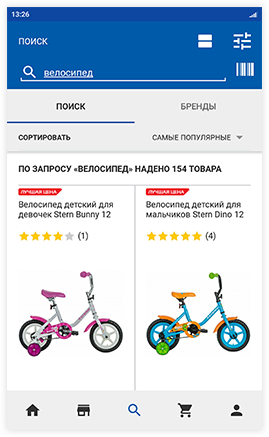 13:26
ПОИСК
велосипед
ПОИСК
БРЕНДЫ
СОРТИРОВАТЬ
САМЫЕ ПОПУЛЯРНЫЕ
ПО ЗАПРОСУ «ВЕЛОСИПЕД» НАДЕНО 154 ТОВАРА
ЛУЧШАЯ ЦЕНА
Велосипед детский для
девочек Stern Bunny 12
(1)
ЛУЧШАЯ ЦЕНА
Велосипед детский для
мальчиков Stern Dino 12
(4)